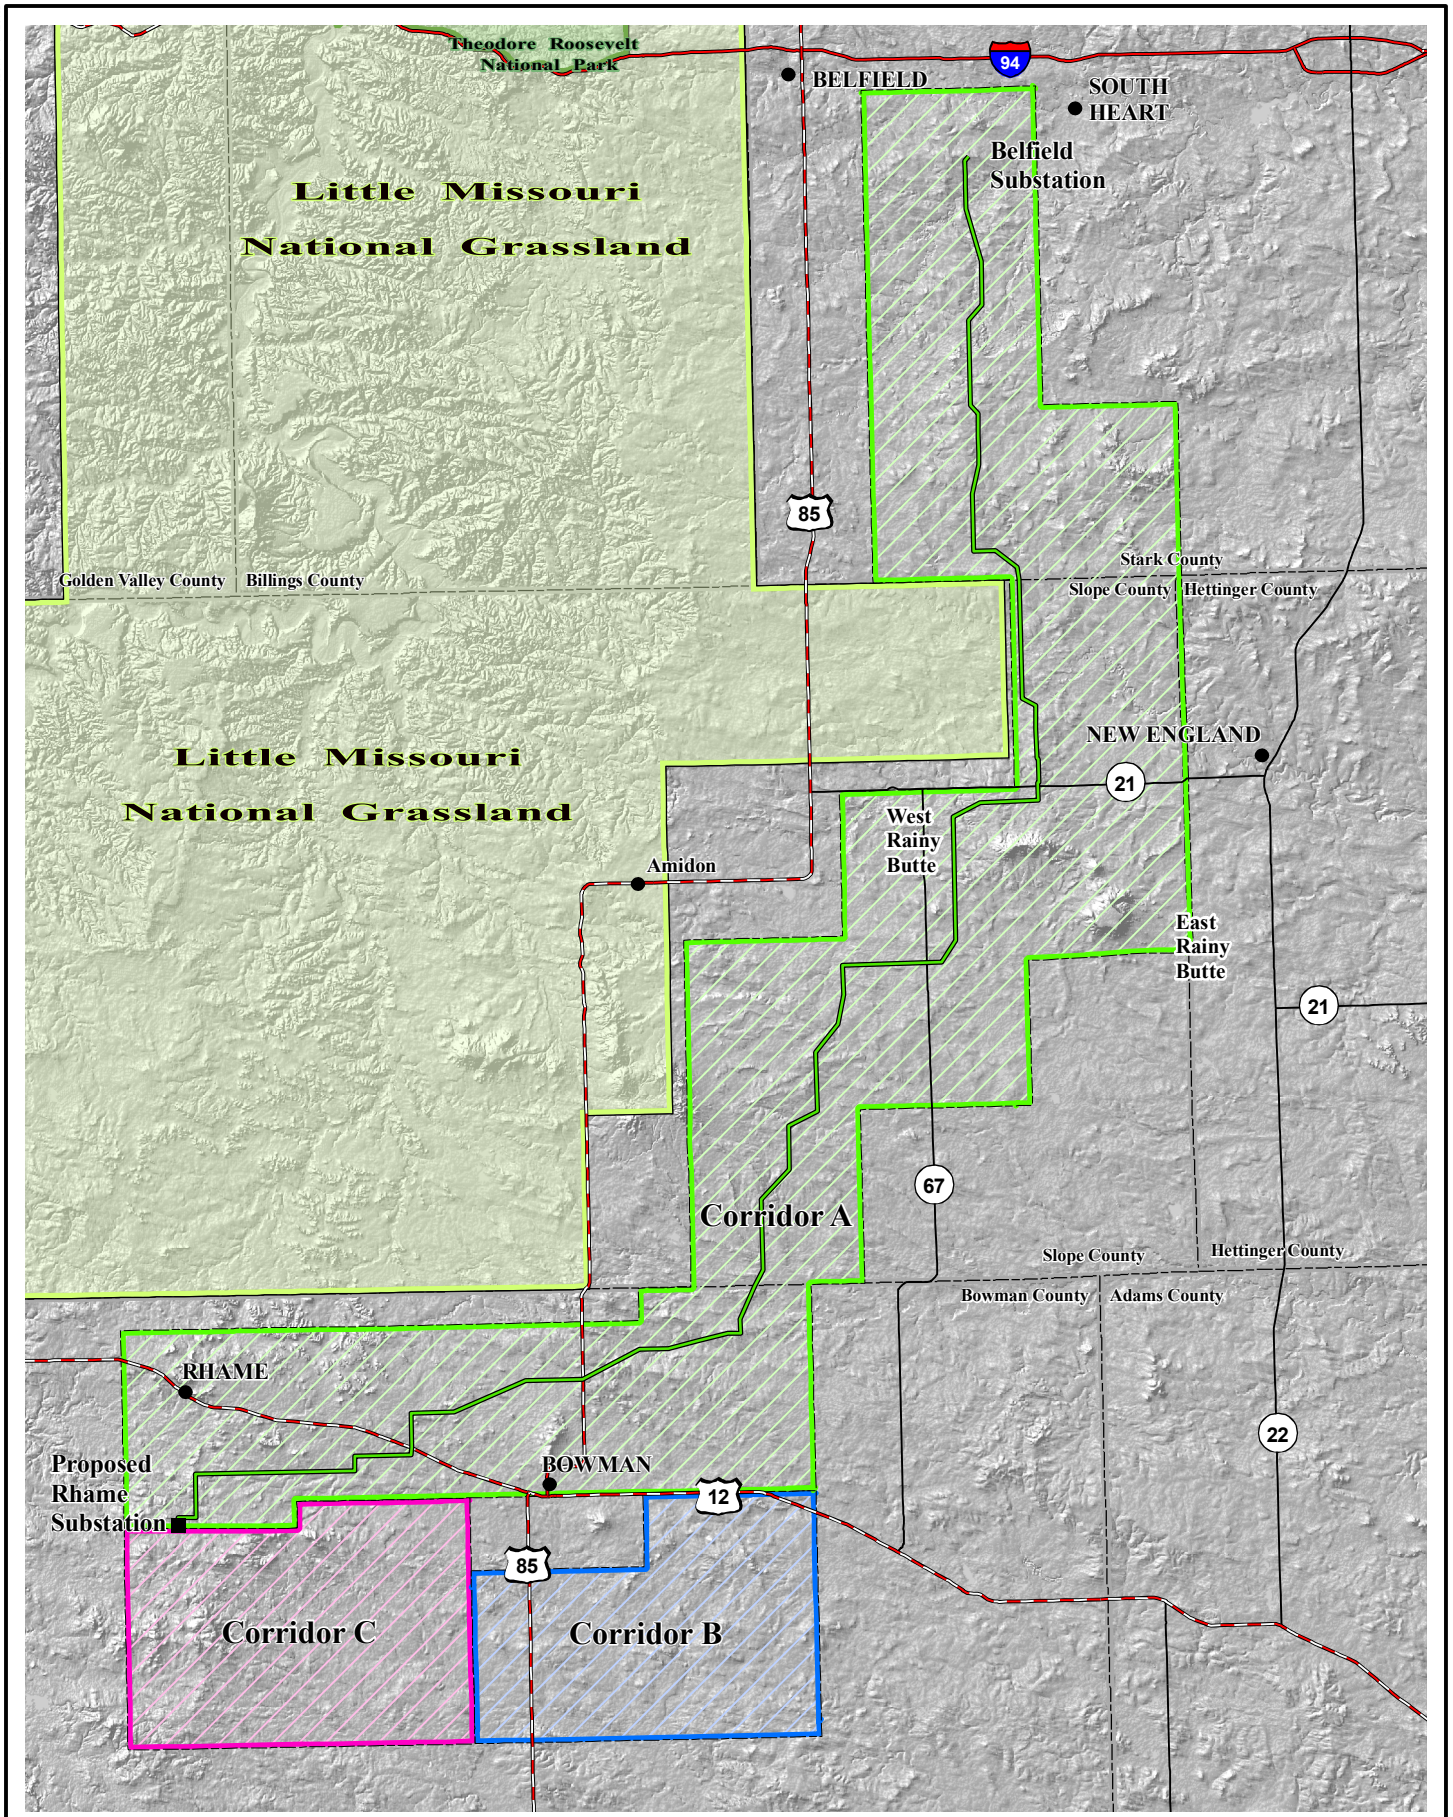 Theodore Roosevelt
National Park
94
BELFIELD
SOUTH
HEART
Belfield
Substation
Little Missouri
National Grassland
85
Stark County
Golden Valley County
Billings County
Slope County
Hettinger County
NEW ENGLAND
Little Missouri
National Grassland
21
West
Rainy
Butte
Amidon
East
Rainy
Butte
21
67
Corridor A
Slope County
Hettinger County
Bowman County
Adams County
RHAME
22
Proposed
Rhame
Substation
BOWMAN
12
85
Corridor C
Corridor B